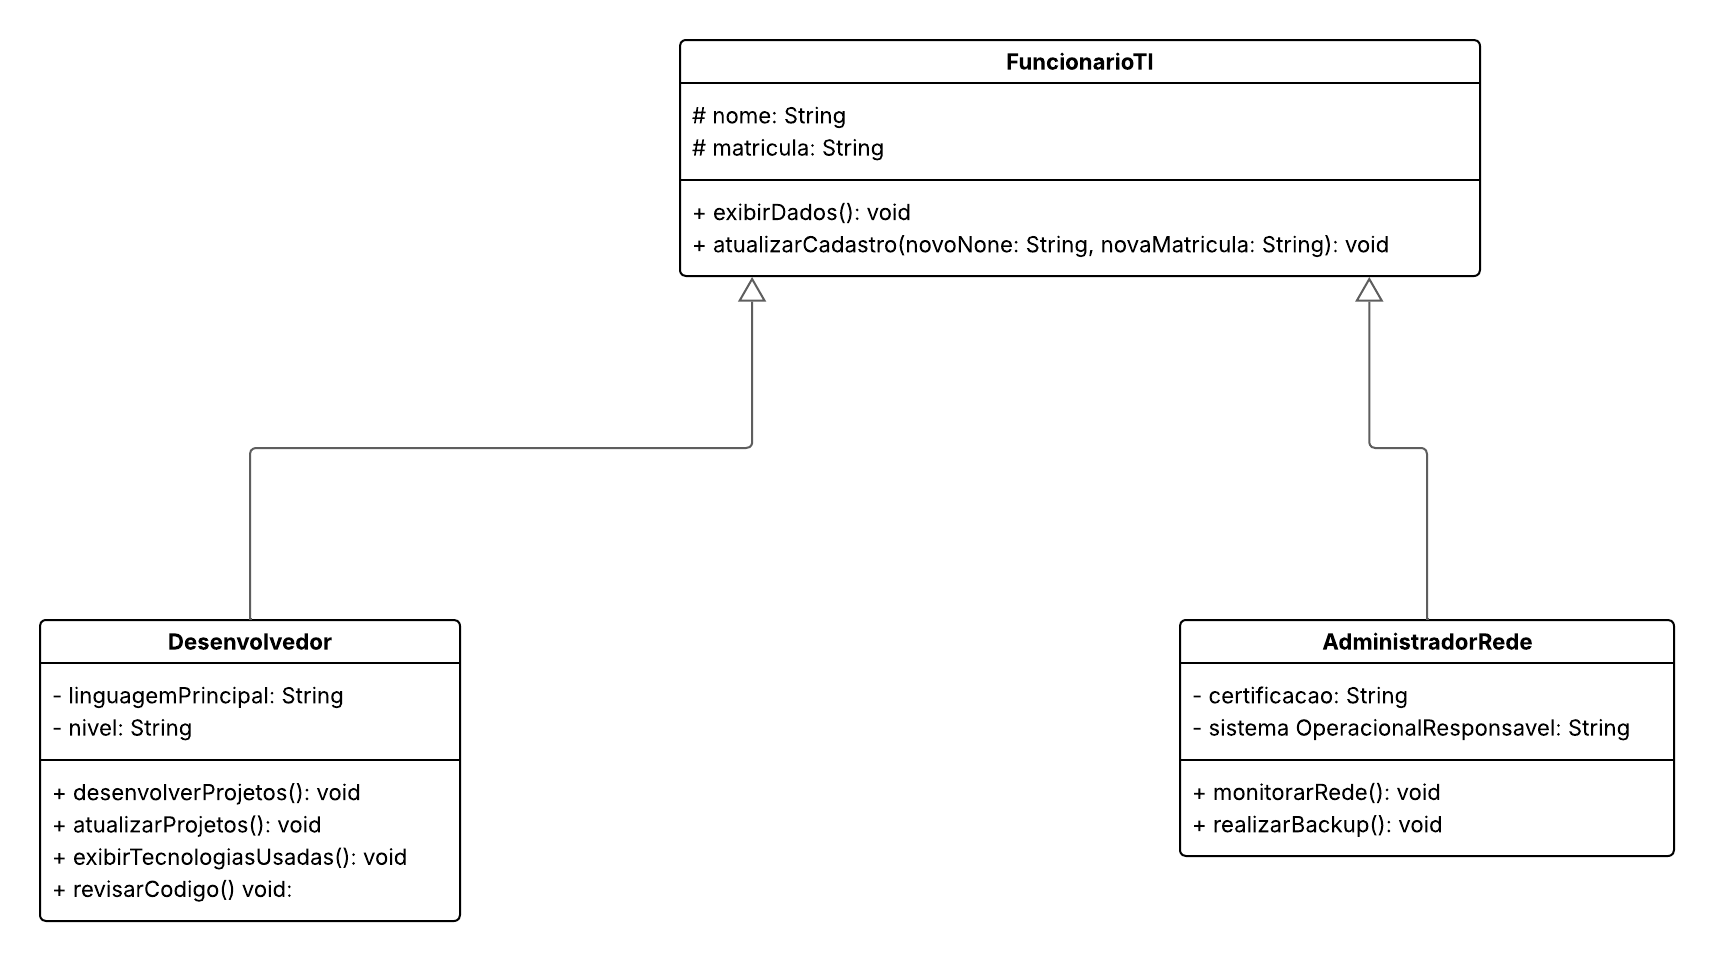 FuncionarioTI
# nome: String
# matricula: String
+ exibirDados(): void
+ atualizarCadastro(novoNone: String, novaMatricula: String): void
Desenvolvedor
- linguagemPrincipal: String
- nivel: String
+ desenvolverProjetos(): void
+ atualizarProjetos(): void
+ exibirTecnologiasUsadas(): void
+ revisarCodigo() void:
AdministradorRede
- certificacao: String
- sistema OperacionalResponsavel: String
+ monitorarRede(): void
+ realizarBackup(): void